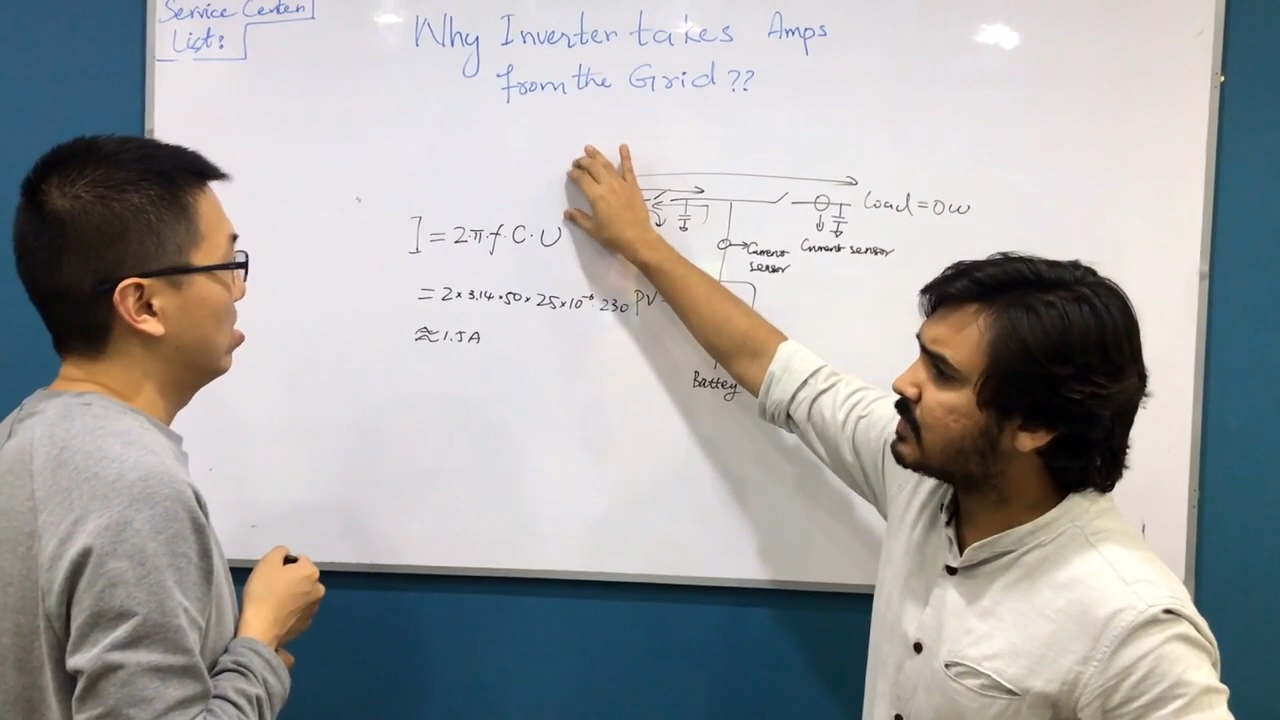 Service Center
List:
Why Inverter takes Amps
from the Grid ??
Load = 0w
I = 2π.f.C.U
Current sensor
Current sensor
= 2 × 3.14 × 50 × 25 × 10⁻⁶ . 230
PV
≈ 1.5A
Battey